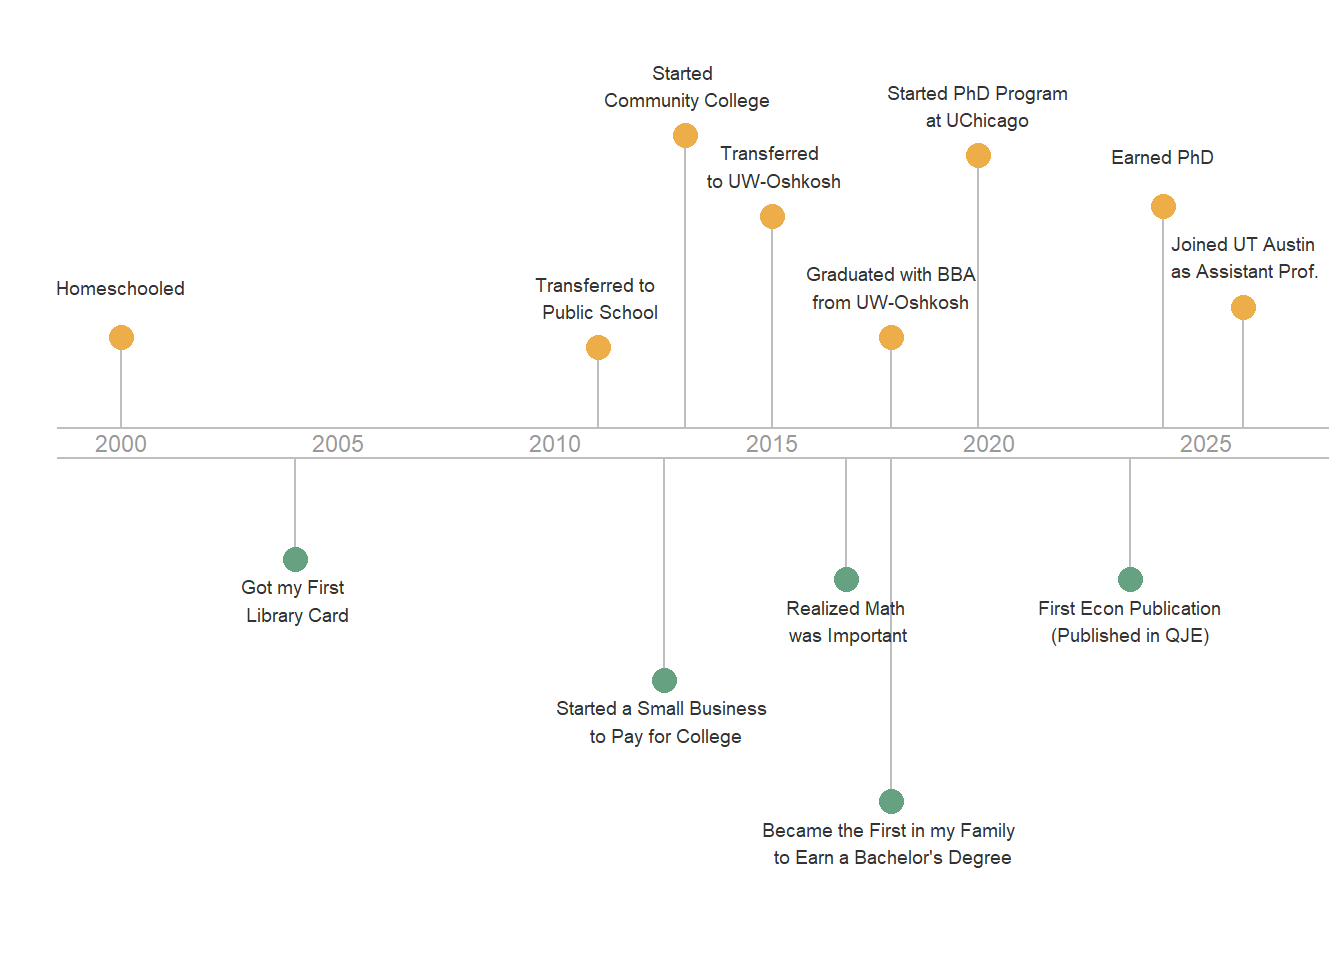 Started
Community College
Started PhD Program
at UChicago
Transferred
to UW-Oshkosh
Earned PhD
Joined UT Austin
as Assistant Prof.
Graduated with BBA
from UW-Oshkosh
Transferred to
Public School
Homeschooled
2000 2005 2010 2015 2020 2025
Got my First
Library Card
Realized Math
was Important
First Econ Publication
(Published in QJE)
Started a Small Business
to Pay for College
Became the First in my Family
to Earn a Bachelor's Degree